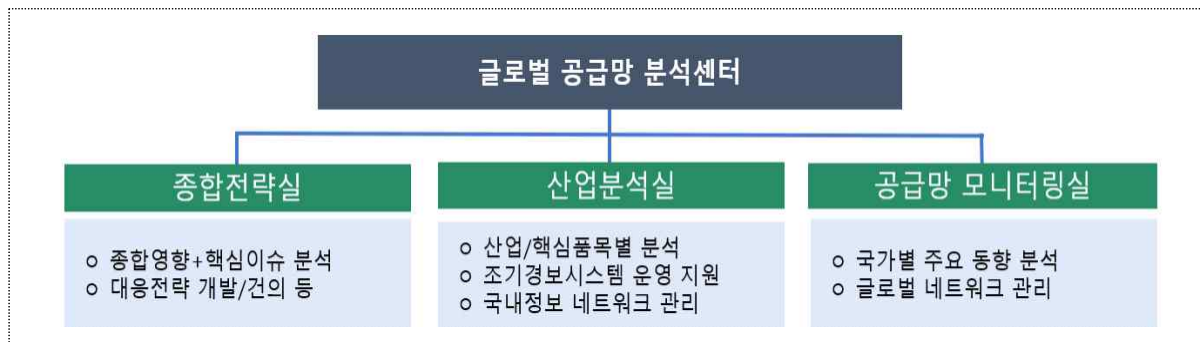 글로벌 공급망 분석센터
종합전략실
o 종합영향+핵심이슈 분석
o 대응전략 개발/건의 등
산업분석실
o 산업/핵심품목별 분석
o 조기경보시스템 운영 지원
o 국내정보 네트워크 관리
공급망 모니터링실
o 국가별 주요 동향 분석
o 글로벌 네트워크 관리